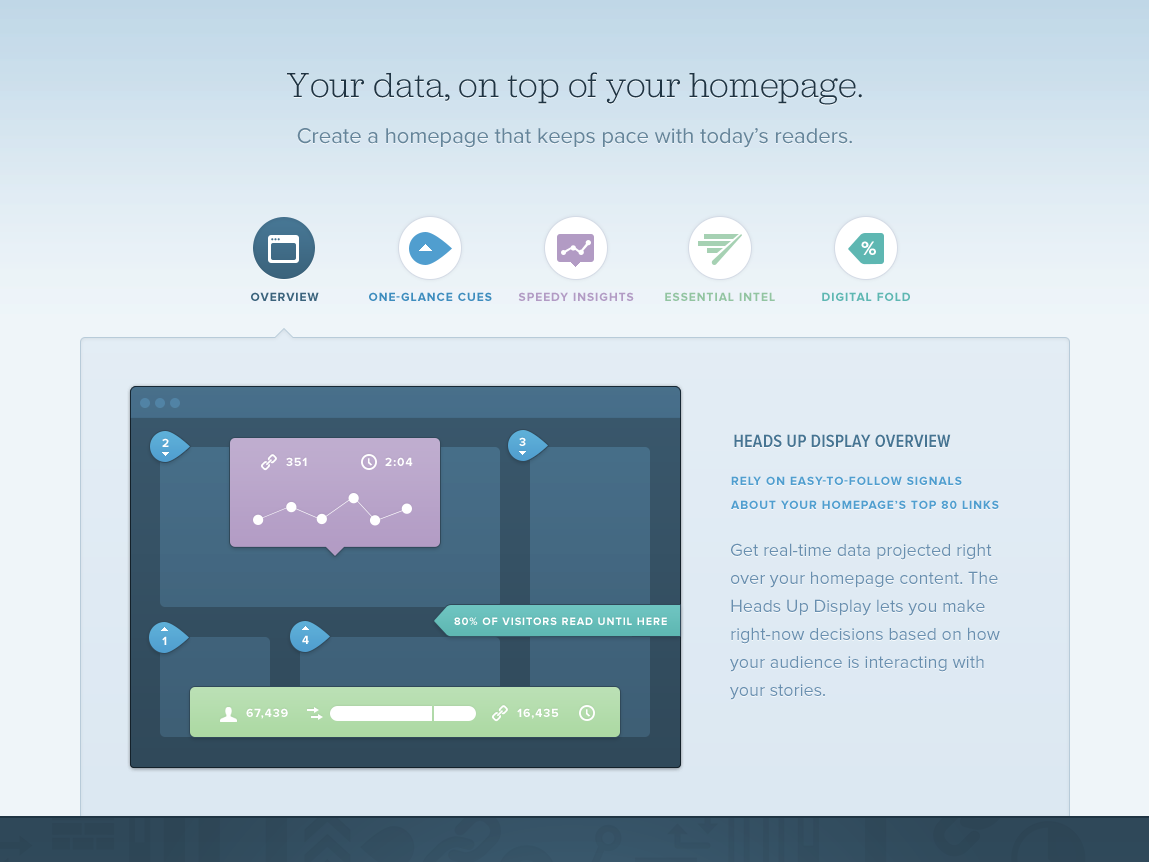 Your data, on top of your homepage.
Create a homepage that keeps pace with today’s readers.
%
OVERVIEW
ONE-GLANCE CUES
SPEEDY INSIGHTS
ESSENTIAL INTEL
DIGITAL FOLD
2
351
2:04
3
80% OF VISITORS READ UNTIL HERE
1
4
67,439
16,435
HEADS UP DISPLAY OVERVIEW
RELY ON EASY-TO-FOLLOW SIGNALS
ABOUT YOUR HOMEPAGE’S TOP 80 LINKS
Get real-time data projected right
over your homepage content. The
Heads Up Display lets you make
right-now decisions based on how
your audience is interacting with
your stories.